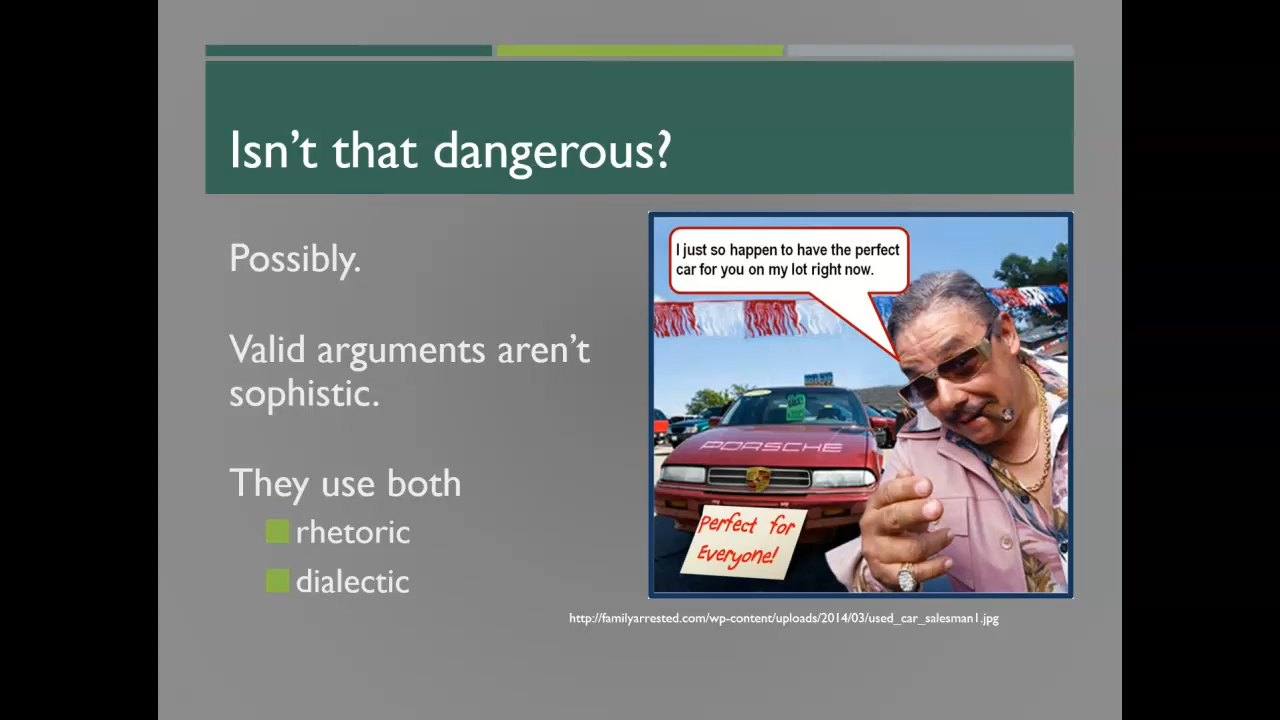 Isn't that dangerous?
Possibly.
Valid arguments aren't
sophistic.
They use both
rhetoric
dialectic
I just so happen to have the perfect
car for you on my lot right now.
PORSCHE
Perfect for
Everyone!
http://familyarrested.com/wp-content/uploads/2014/03/used_car_salesman1.jpg